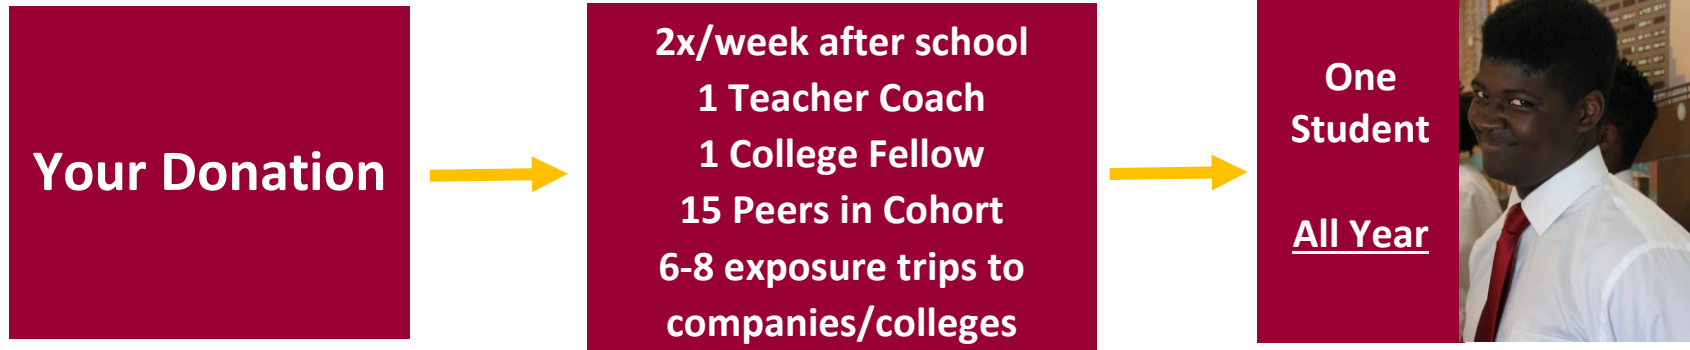 Your Donation
2x/week after school
1 Teacher Coach
1 College Fellow
15 Peers in Cohort
6-8 exposure trips to
companies/colleges
One
Student
All Year